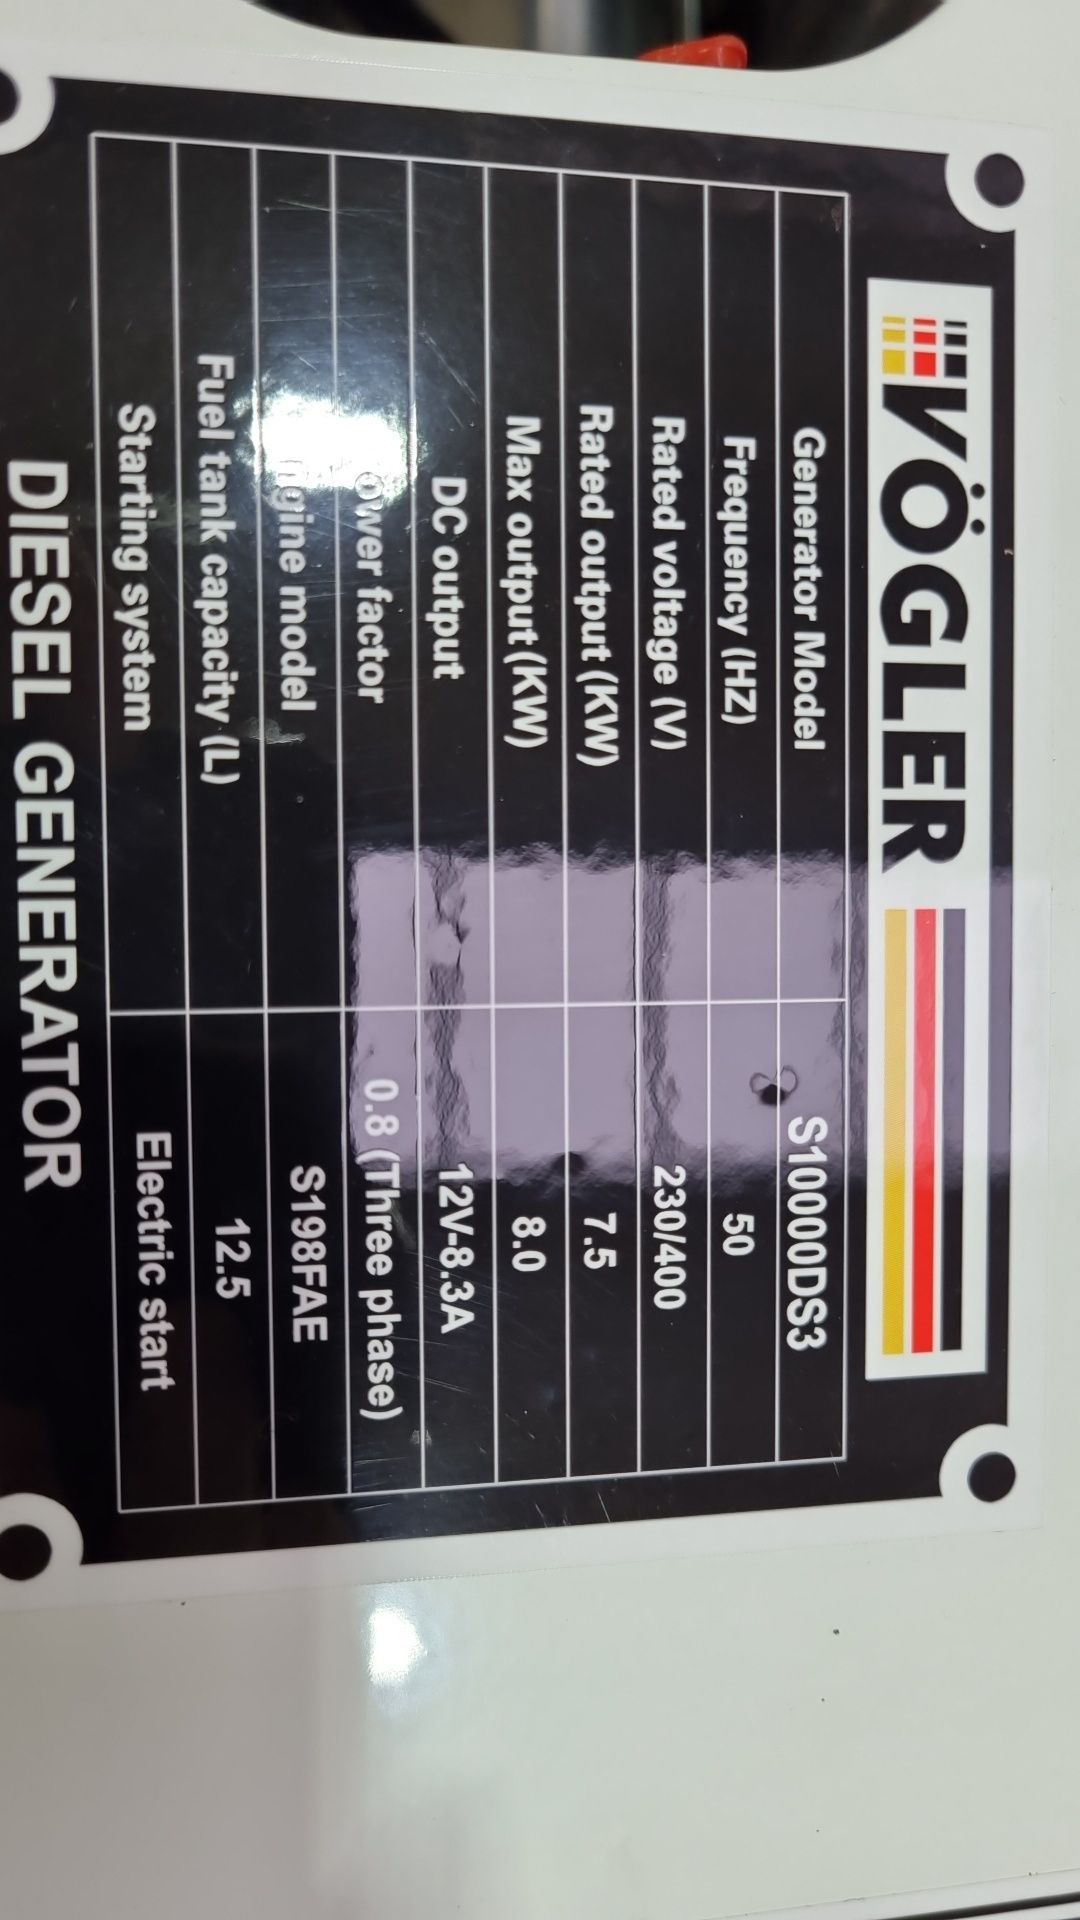 VÖGLER
Generator Model S10000DS3
Frequency (HZ) 50
Rated voltage (V) 230/400
Rated output (KW) 7.5
Max output (KW) 8.0
DC output 12V-8.3A
ower factor 0.8 (Three phase)
ngine model S198FAE
Fuel tank capacity (L) 12.5
Starting system Electric start
DIESEL GENERATOR